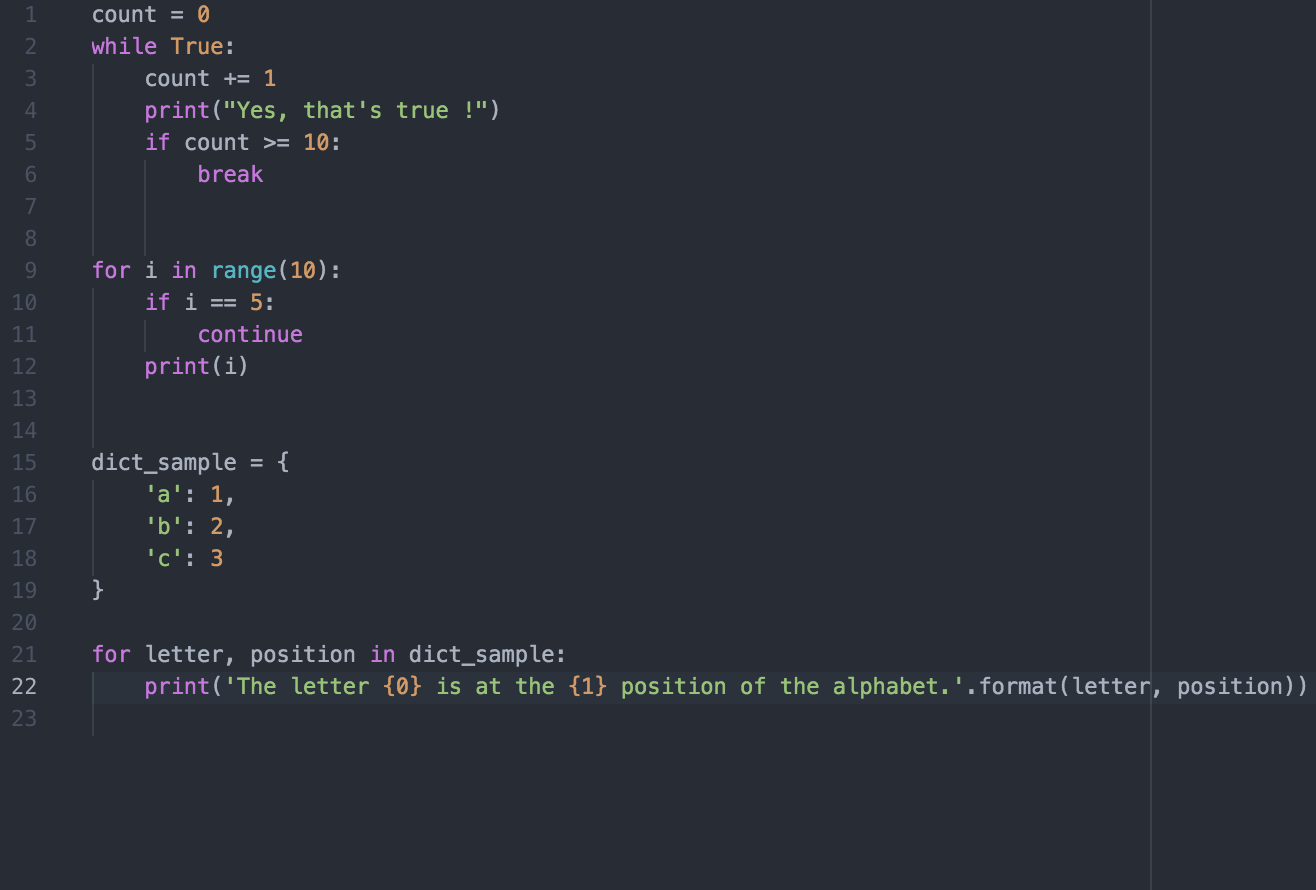 1 count = 0
2 while True:
3     count += 1
4     print("Yes, that's true !")
5     if count >= 10:
6         break
7
8
9 for i in range(10):
10     if i == 5:
11         continue
12     print(i)
13
14
15 dict_sample = {
16     'a': 1,
17     'b': 2,
18     'c': 3
19 }
20
21 for letter, position in dict_sample:
22     print('The letter {0} is at the {1} position of the alphabet.'.format(letter, position))
23